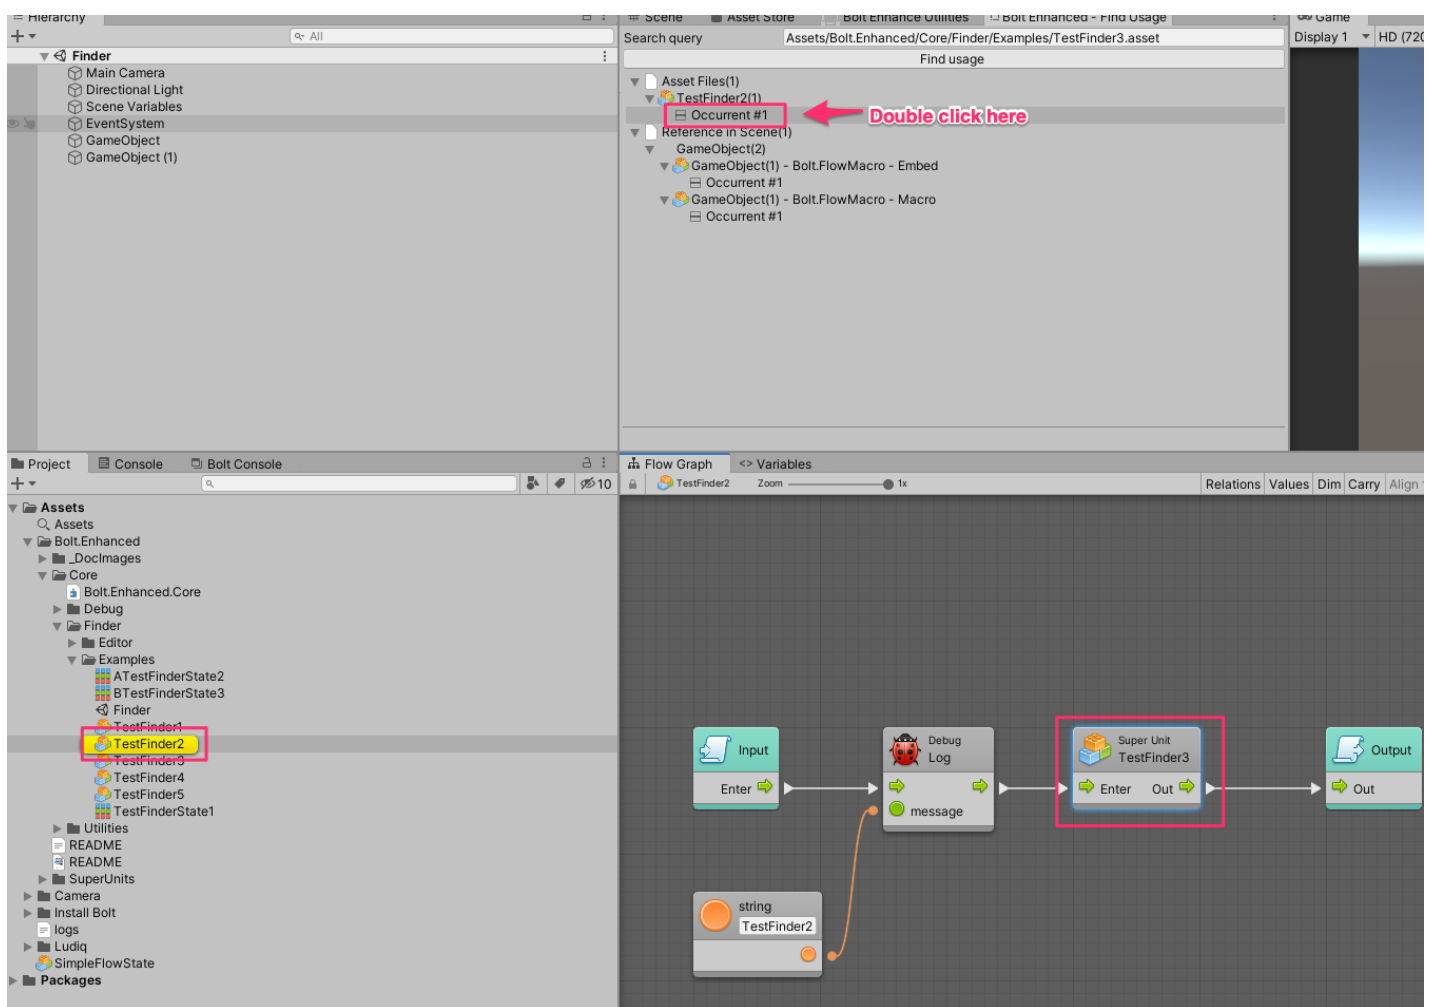 Hierarchy
All
Finder
Main Camera
Directional Light
Scene Variables
EventSystem
GameObject
GameObject (1)
Scene
Asset Store
Bolt Enhance Utilities
Bolt Enhanced - Find Usage
Search query
Assets/Bolt.Enhanced/Core/Finder/Examples/TestFinder3.asset
Find usage
Asset Files(1)
TestFinder2(1)
Occurrent #1
Double click here
Reference in Scene(1)
GameObject(2)
GameObject(1) - Bolt.FlowMacro - Embed
Occurrent #1
GameObject(1) - Bolt.FlowMacro - Macro
Occurrent #1
Game
Display 1
HD (720
Project
Console
Bolt Console
10
Assets
Assets
Bolt.Enhanced
_DocImages
Core
Bolt.Enhanced.Core
Debug
Finder
Editor
Examples
ATestFinderState2
BTestFinderState3
Finder
TestFinder1
TestFinder2
TestFinder3
TestFinder4
TestFinder5
TestFinderState1
Utilities
README
README
SuperUnits
Camera
Install Bolt
logs
Ludiq
SimpleFlowState
Packages
Flow Graph
<> Variables
TestFinder2
Zoom
1x
Relations
Values
Dim
Carry
Align
Input
Enter
Debug
Log
message
Super Unit
TestFinder3
Enter
Out
Output
Out
string
TestFinder2